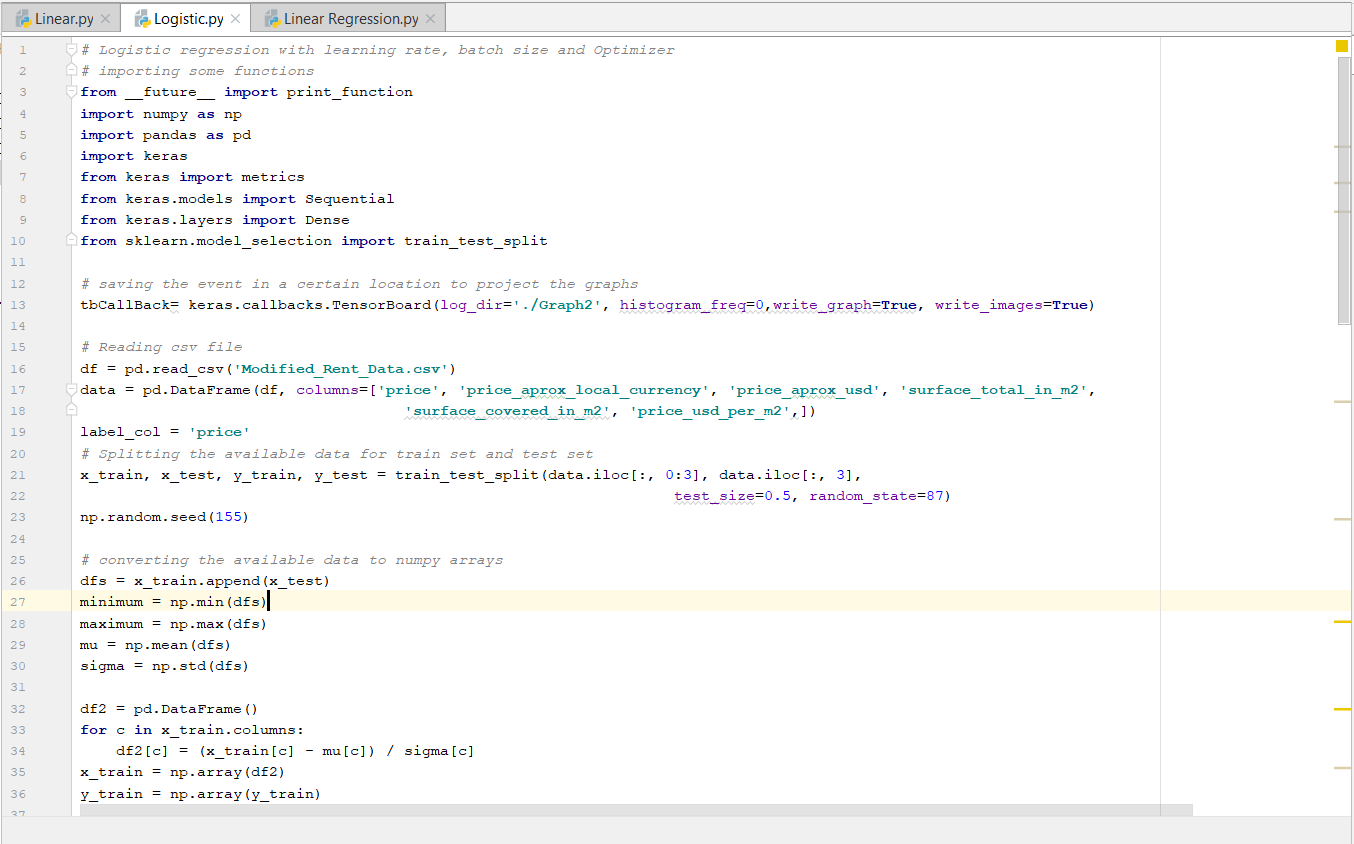 Linear.py Logistic.py Linear Regression.py
1 # Logistic regression with learning rate, batch size and Optimizer
2 # importing some functions
3 from __future__ import print_function
4 import numpy as np
5 import pandas as pd
6 import keras
7 from keras import metrics
8 from keras.models import Sequential
9 from keras.layers import Dense
10 from sklearn.model_selection import train_test_split
11
12 # saving the event in a certain location to project the graphs
13 tbCallBack= keras.callbacks.TensorBoard(log_dir='./Graph2', histogram_freq=0,write_graph=True, write_images=True)
14
15 # Reading csv file
16 df = pd.read_csv('Modified_Rent_Data.csv')
17 data = pd.DataFrame(df, columns=['price', 'price_aprox_local_currency', 'price_aprox_usd', 'surface_total_in_m2',
18 'surface_covered_in_m2', 'price_usd_per_m2',])
19 label_col = 'price'
20 # Splitting the available data for train set and test set
21 x_train, x_test, y_train, y_test = train_test_split(data.iloc[:, 0:3], data.iloc[:, 3],
22 test_size=0.5, random_state=87)
23 np.random.seed(155)
24
25 # converting the available data to numpy arrays
26 dfs = x_train.append(x_test)
27 minimum = np.min(dfs)
28 maximum = np.max(dfs)
29 mu = np.mean(dfs)
30 sigma = np.std(dfs)
31
32 df2 = pd.DataFrame()
33 for c in x_train.columns:
34 df2[c] = (x_train[c] - mu[c]) / sigma[c]
35 x_train = np.array(df2)
36 y_train = np.array(y_train)
37